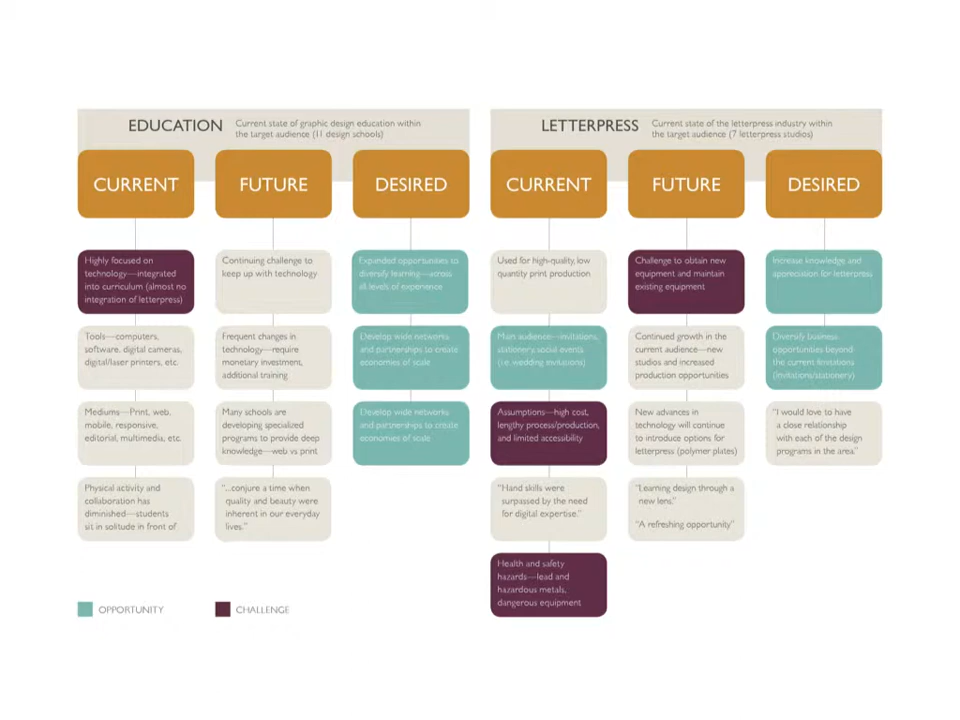 EDUCATION
Current state of graphic design education within
the target audience (11 design schools)
CURRENT
FUTURE
DESIRED
Highly focused on
technology—integrated
into curriculum (almost no
integration of letterpress)
Tools—computers,
software, digital cameras,
digital/laser printers, etc.
Mediums—Print, web,
mobile, responsive,
editorial, multimedia, etc.
Physical activity and
collaboration has
diminished—students
sit in solitude in front of
Continuing challenge to
keep up with technology
Frequent changes in
technology—require
monetary investment,
additional training
Many schools are
developing specialized
programs to provide deep
knowledge—web vs print
“...conjure a time when
quality and beauty were
inherent in our everyday
lives.”
Expanded opportunities to
diversify learning—across
all levels of experience
Develop wide networks
and partnerships to create
economies of scale
Develop wide networks
and partnerships to create
economies of scale
LETTERPRESS
Current state of the letterpress industry within
the target audience (7 letterpress studios)
CURRENT
FUTURE
DESIRED
Used for high-quality, low
quantity print production
Main audience—invitations,
stationery, social events
(i.e. wedding invitations)
Assumptions—high cost,
lengthy process/production,
and limited accessibility
“Hand skills were
surpassed by the need
for digital expertise.”
Health and safety
hazards—lead and
hazardous metals,
dangerous equipment
Challenge to obtain new
equipment and maintain
existing equipment
Continued growth in the
current audience—new
studios and increased
production opportunities
New advances in
technology will continue
to introduce options for
letterpress (polymer plates)
“Learning design through a
new lens.”
“A refreshing opportunity”
Increase knowledge and
appreciation for letterpress
Diversify business
opportunities beyond
the current limitations
(invitations/stationery)
“I would love to have
a close relationship
with each of the design
programs in the area.”
OPPORTUNITY
CHALLENGE